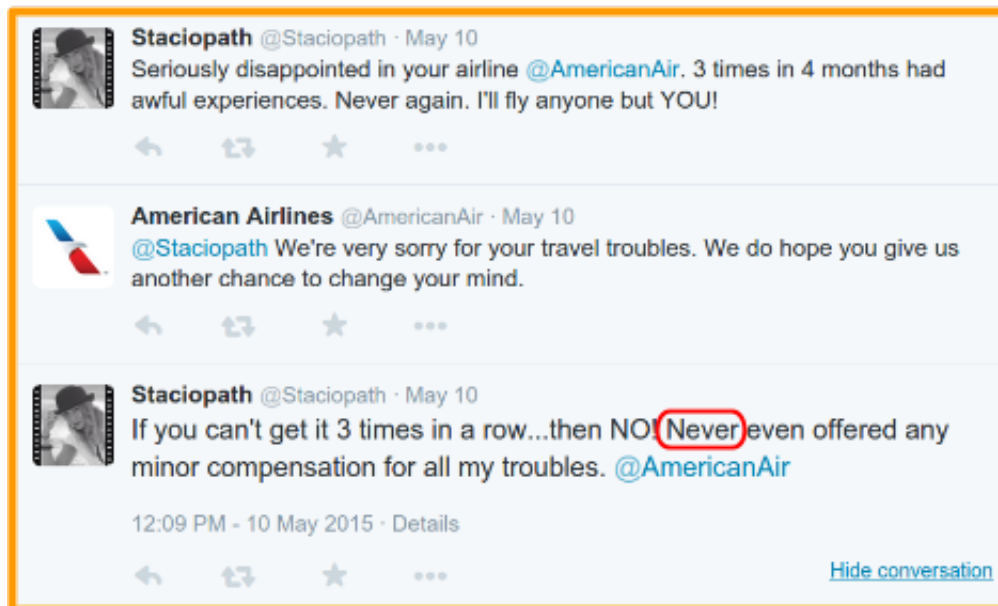 Staciopath @Staciopath · May 10
Seriously disappointed in your airline @AmericanAir. 3 times in 4 months had
awful experiences. Never again. I'll fly anyone but YOU!
American Airlines @AmericanAir · May 10
@Staciopath We're very sorry for your travel troubles. We do hope you give us
another chance to change your mind.
Staciopath @Staciopath · May 10
If you can't get it 3 times in a row...then NO! Never even offered any
minor compensation for all my troubles. @AmericanAir
12:09 PM - 10 May 2015 · Details
Hide conversation